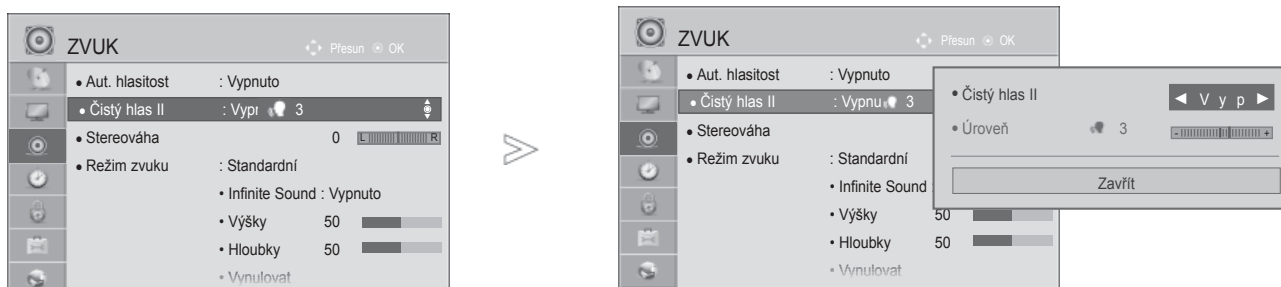 ZVUK
Přesun OK
• Aut. hlasitost : Vypnuto
• Čistý hlas II : Vypr 3
• Stereováha 0 L R
• Režim zvuku : Standardní
• Infinite Sound : Vypnuto
• Výšky 50
• Hloubky 50
• Vynulovat
ZVUK
Přesun OK
• Aut. hlasitost : Vypnuto
• Čistý hlas II : Vypnu 3
• Stereováha
• Režim zvuku : Standardní
• Infinite Sound
• Výšky 50
• Hloubky 50
• Vynulovat
• Čistý hlas II ◄ V y p ►
• Úroveň 3 - +
Zavřít